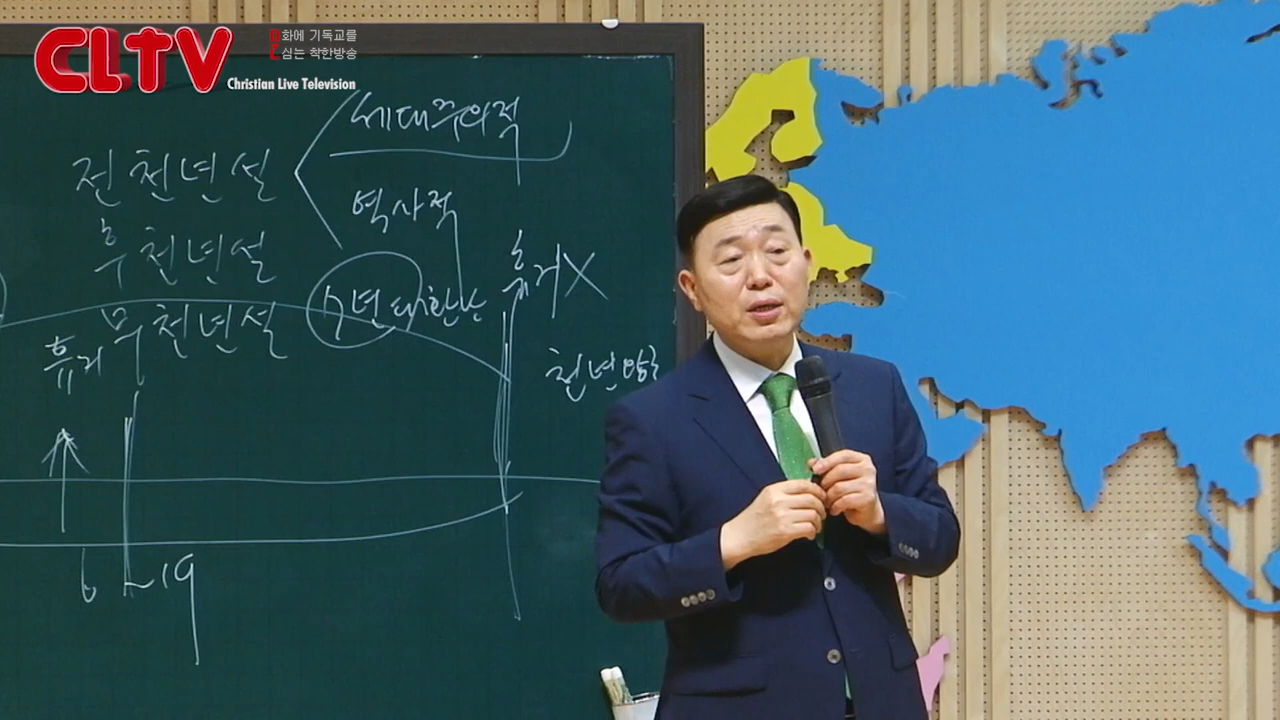 CLTV
문화에 기독교를
심는 착한방송
Christian Live Television
세대주의적
전천년설
역사적
후천년설
휴거X
무천년설
7년대환난
휴거
천년왕국
6~19